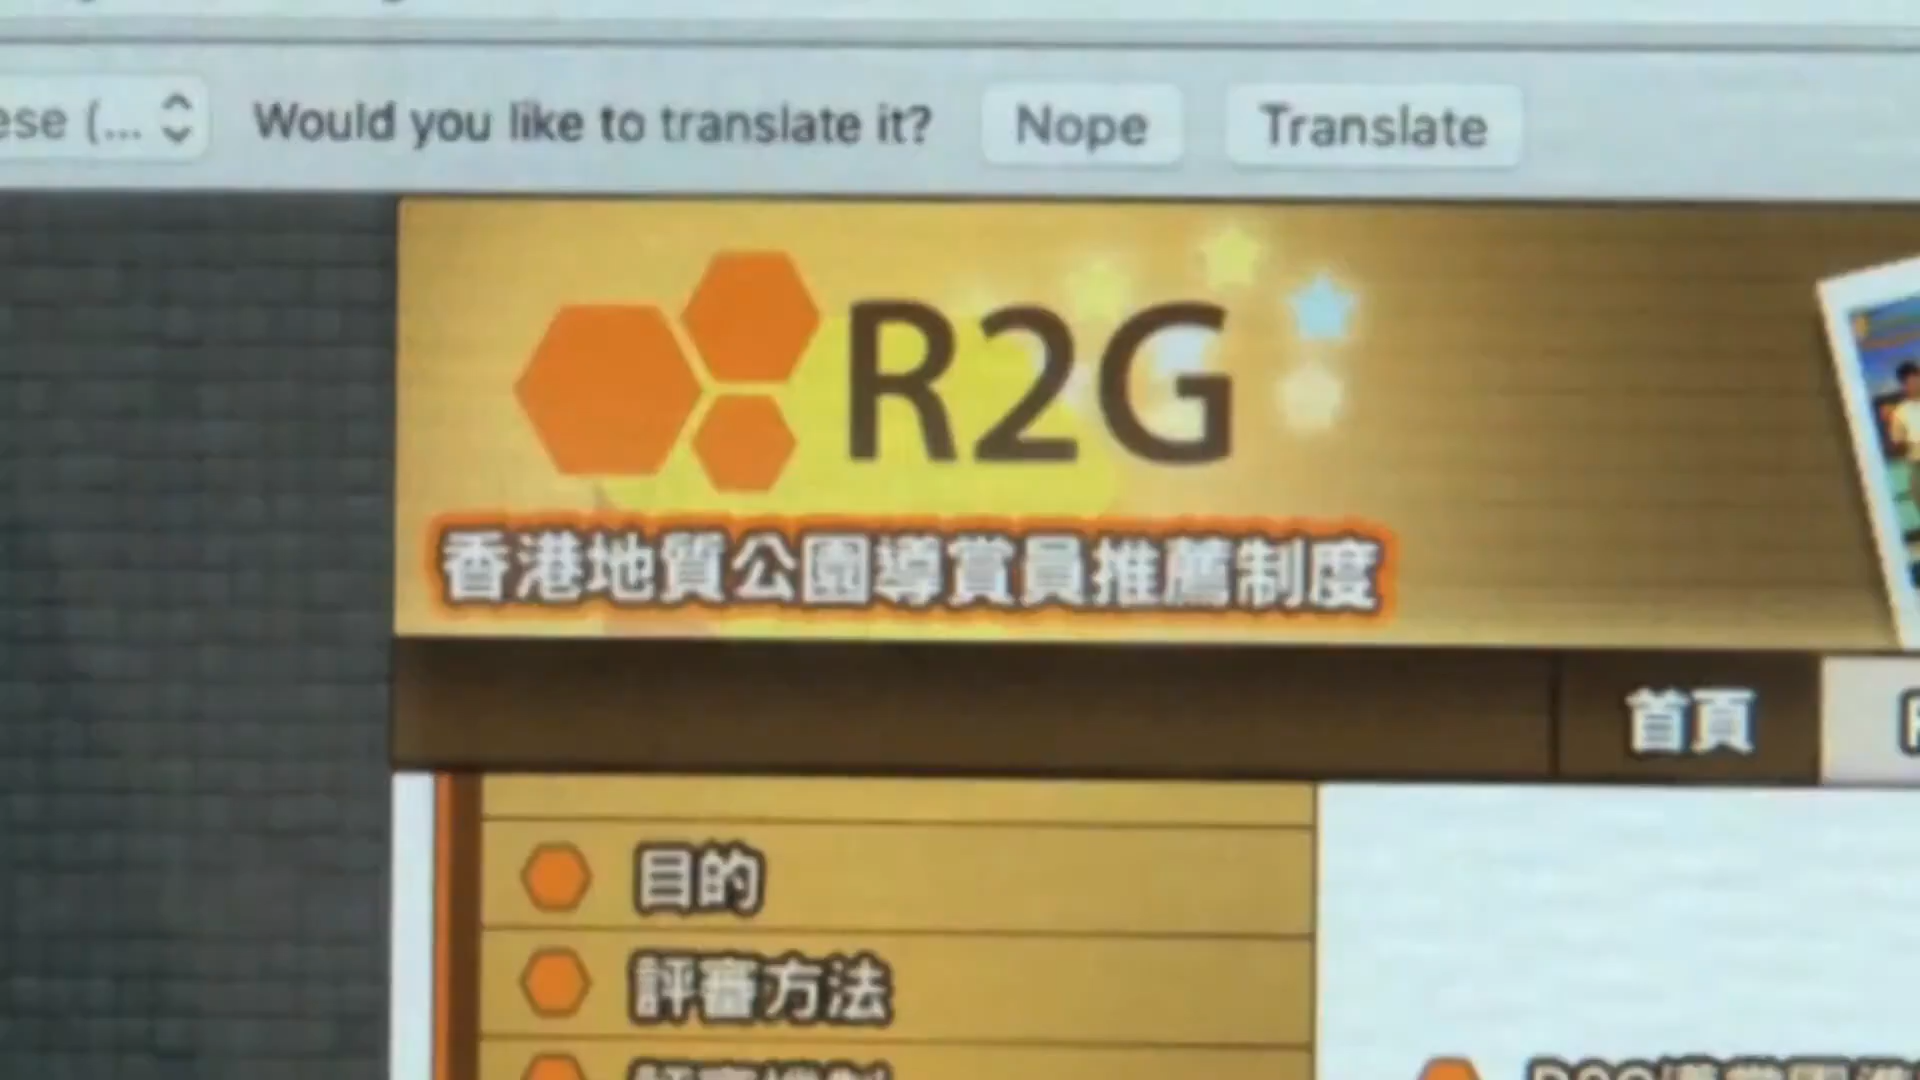 ese (... Would you like to translate it? Nope Translate
R2G
香港地質公園導賞員推薦制度
首頁
目的
評審方法